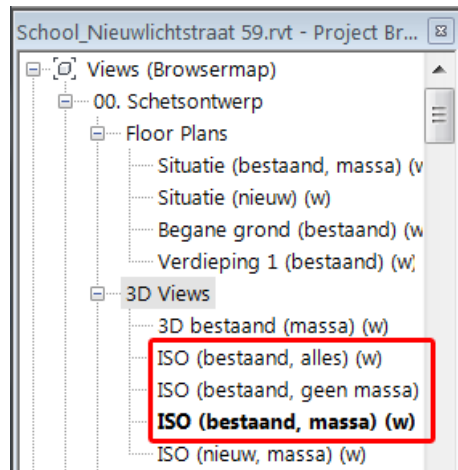 School_Nieuwlichtstraat 59.rvt - Project Br...
Views (Browsermap)
00. Schetsontwerp
Floor Plans
Situatie (bestaand, massa) (v
Situatie (nieuw) (w)
Begane grond (bestaand) (w
Verdieping 1 (bestaand) (w)
3D Views
3D bestaand (massa) (w)
ISO (bestaand, alles) (w)
ISO (bestaand, geen massa)
ISO (bestaand, massa) (w)
ISO (nieuw, massa) (w)